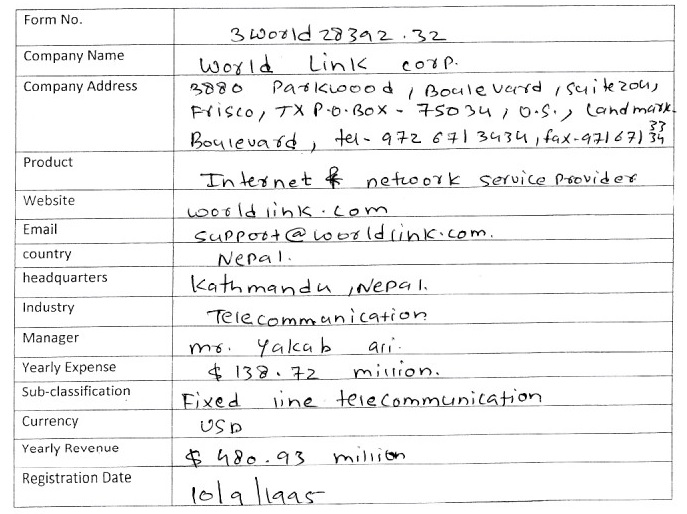 Form No. 3world28392.32
Company Name World Link corp.
Company Address 3880 Parkwood, Boulevard, suite204,
Frisco, TX P.O.Box - 75034, U.S., Landmark
Boulevard, tel- 972 671 3434, fax-971671 3334
Product Internet & network service provider
Website worldlink.com
Email support@worldlink.com.
country Nepal.
headquarters Kathmandu, Nepal.
Industry Telecommunication
Manager mr. Yakab ari.
Yearly Expense $ 138.72 million.
Sub-classification Fixed line telecommunication
Currency USD
Yearly Revenue $ 480.93 million
Registration Date 10/9/1995